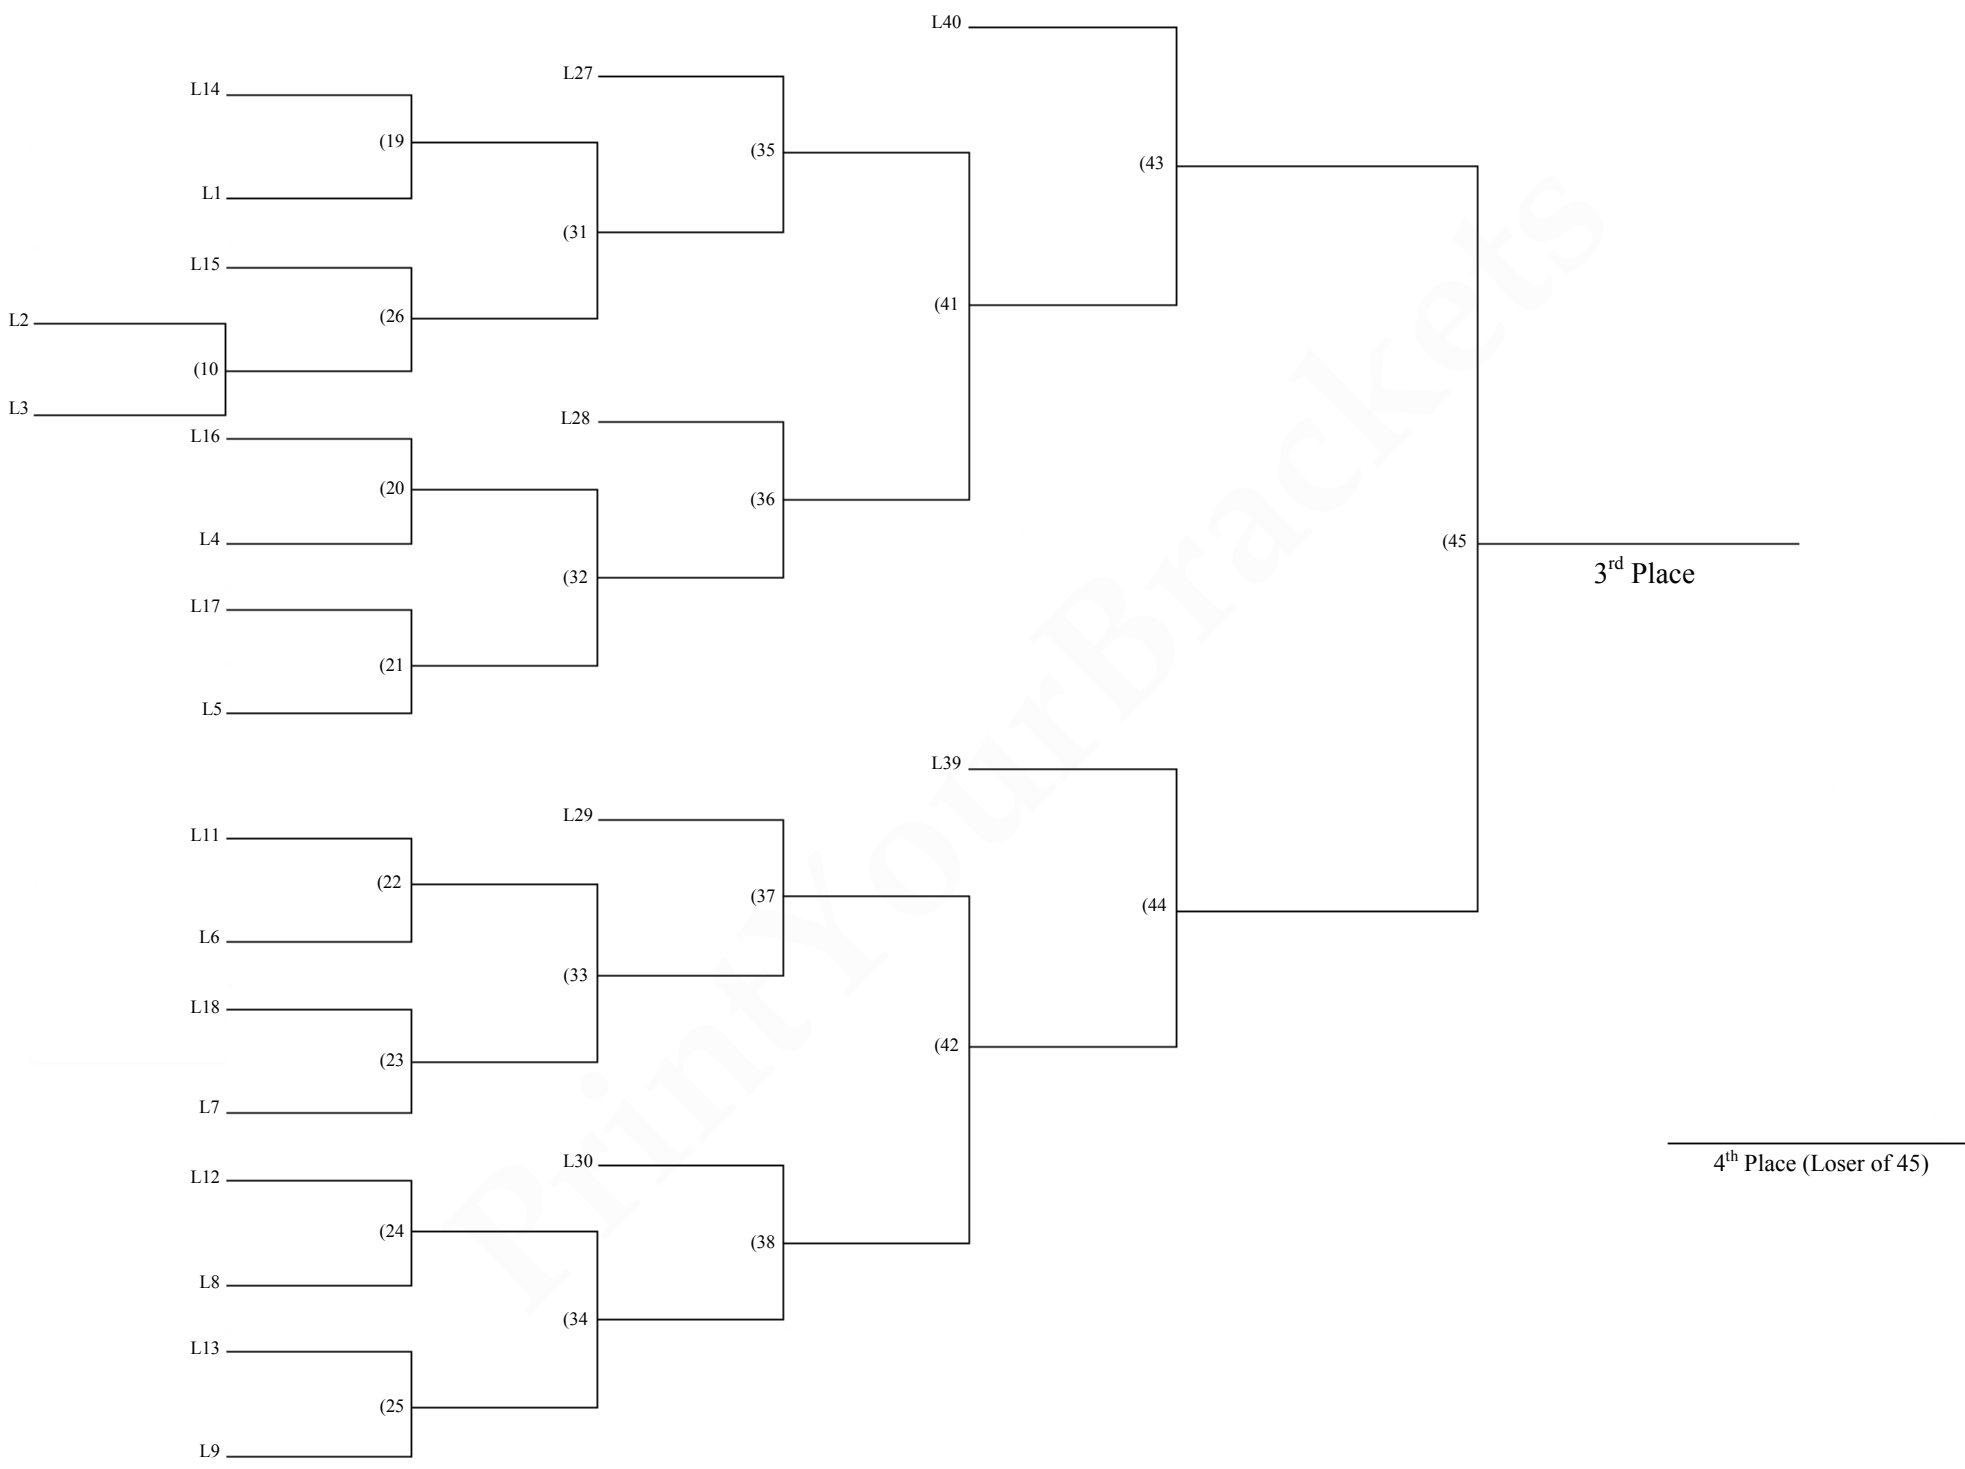 L40
L27
L14
(19
(35
(43
L1
(31
L15
(41
(26
L2
(10
L3
L28
L16
(20
(36
L4
(45
3rd Place
(32
L17
(21
L5
L39
L29
L11
(22
(37
(44
L6
(33
L18
(42
(23
L7
4th Place (Loser of 45)
L30
L12
(24
(38
L8
(34
L13
(25
L9
PrintYourBrackets